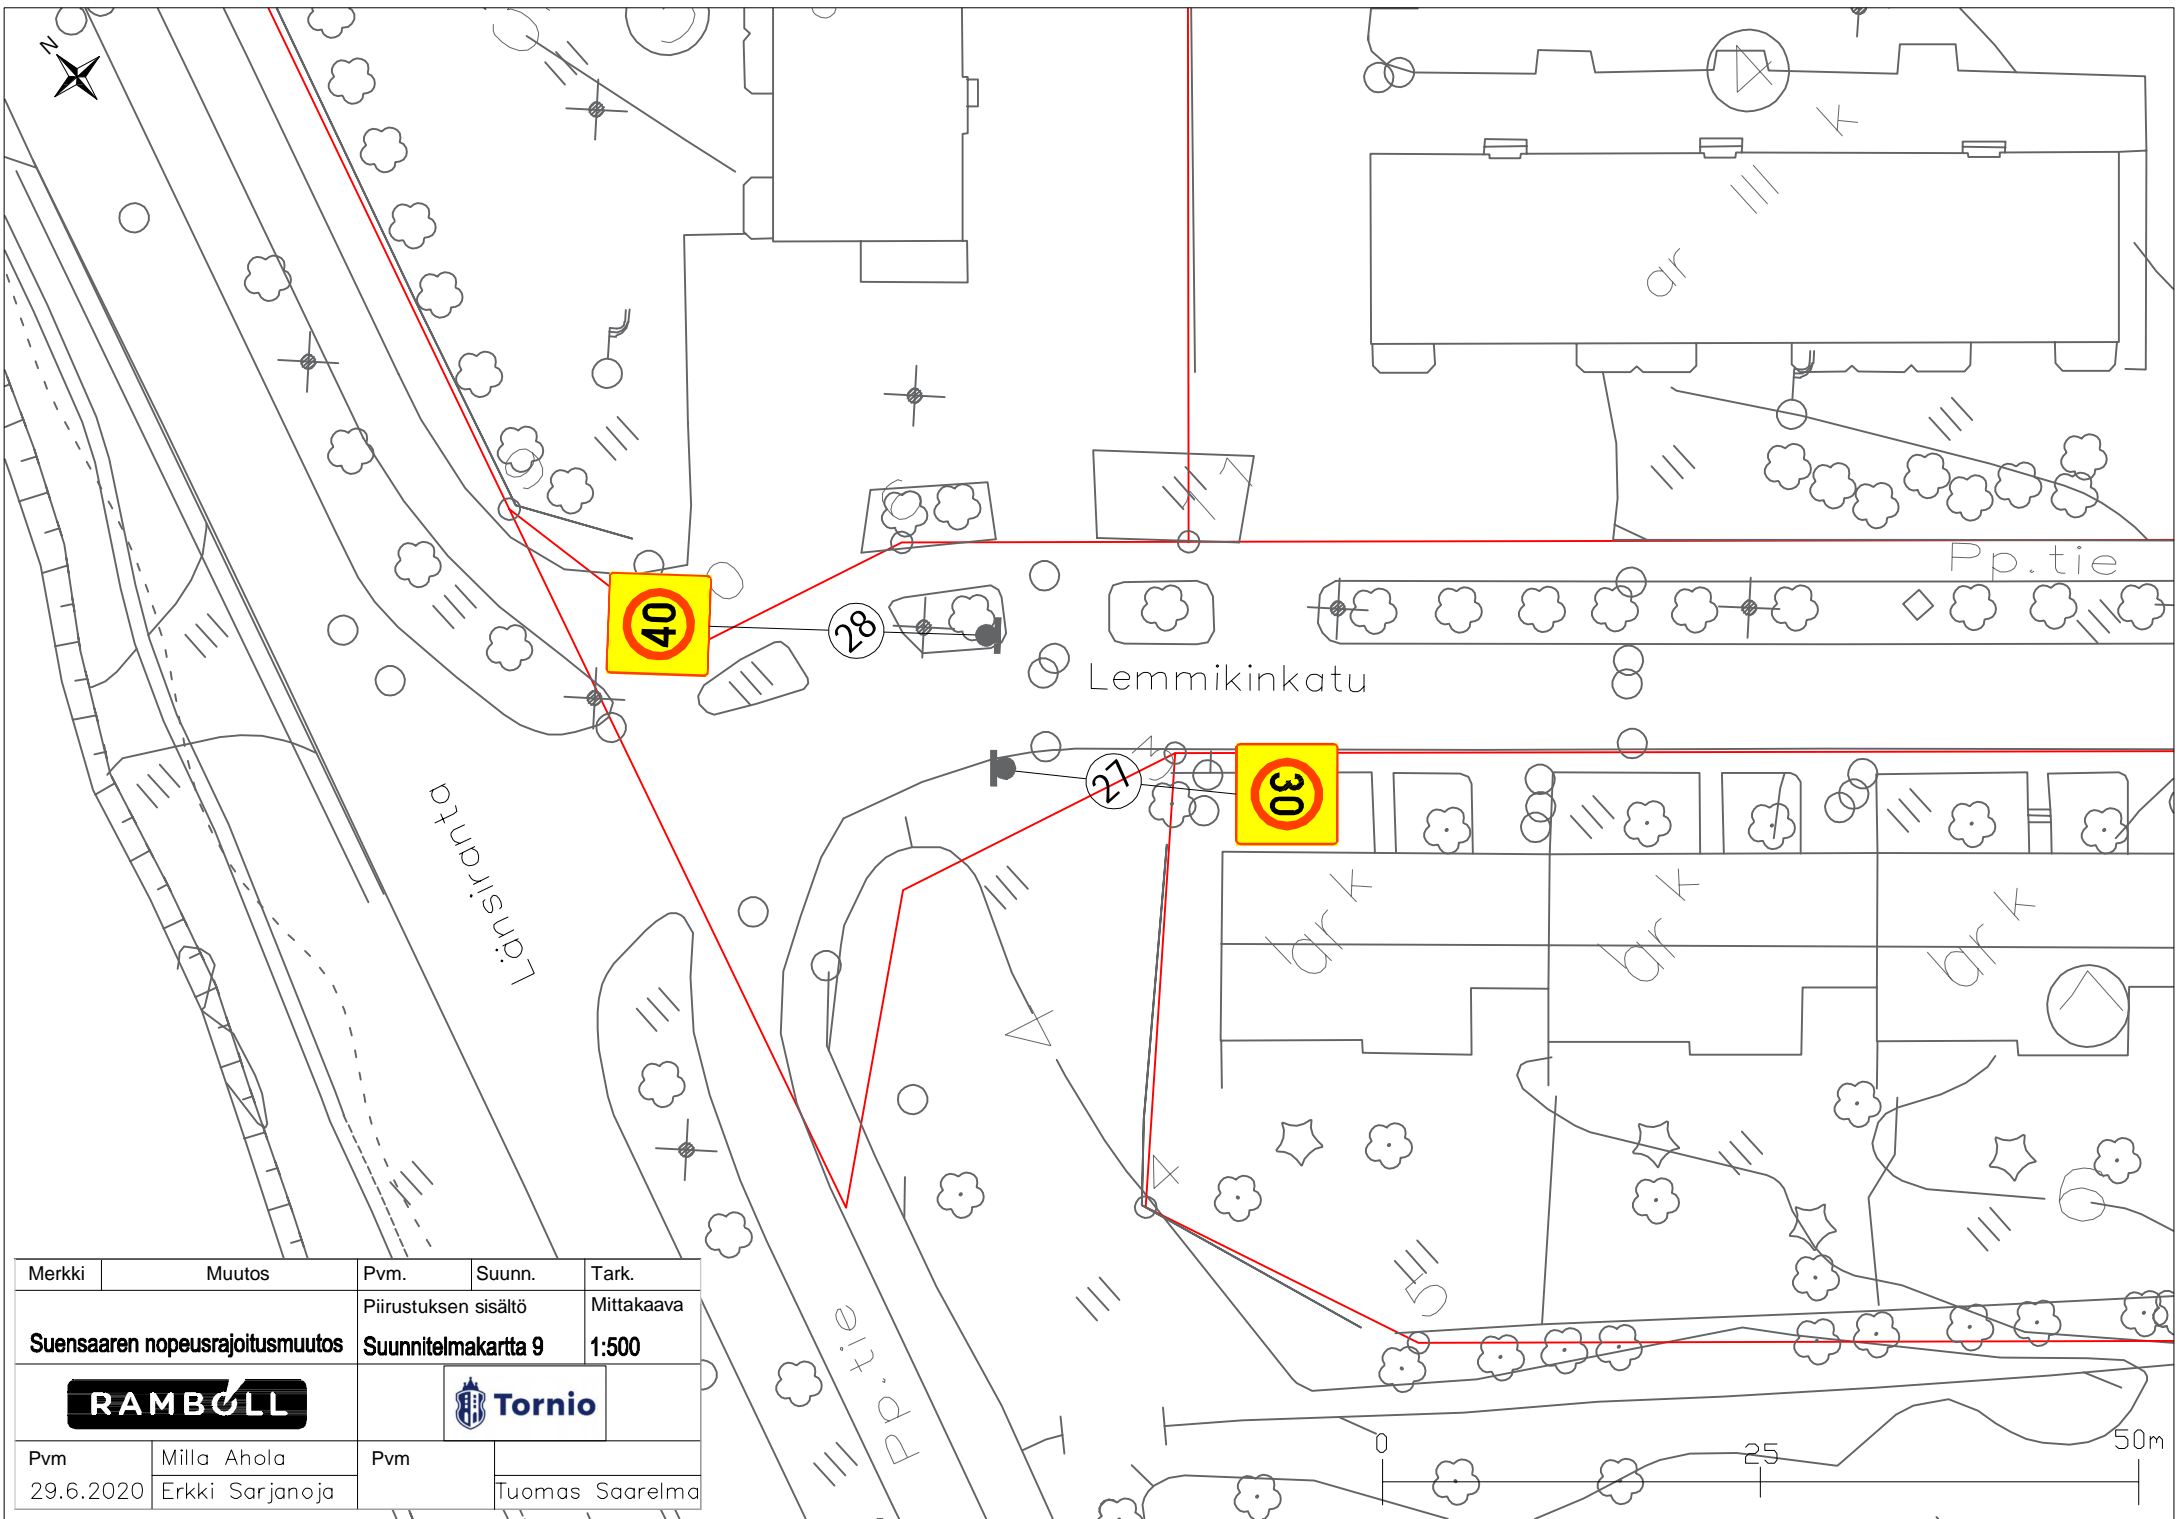 N
k
ar
Pp.tie
40
28
Lemmikinkatu
3
27
30
Länsiranta
ar k
ar k
ar k
4
5
6
Pp.tie
0 25 50m
Merkki Muutos Pvm. Suunn. Tark.
Piirustuksen sisältö Mittakaava
Suensaaren nopeusrajoitusmuutos Suunnitelmakartta 9 1:500
RAMBOLL Tornio
Pvm Milla Ahola Pvm
29.6.2020 Erkki Sarjanoja Tuomas Saarelma